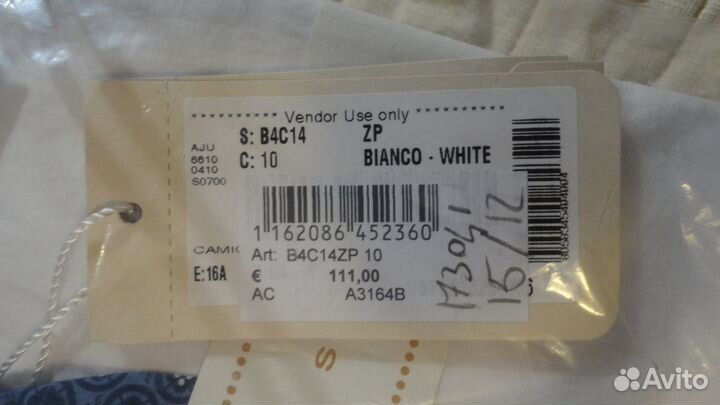 ********** Vendor Use only **********
S: B4C14 ZP
AJU
C: 10 BIANCO - WHITE
6610
0410
S0700
1 162086 452360
CAMIC
Art: B4C14ZP 10
E:16A
€ 111,00
AC A3164B
15/12
S
Avito